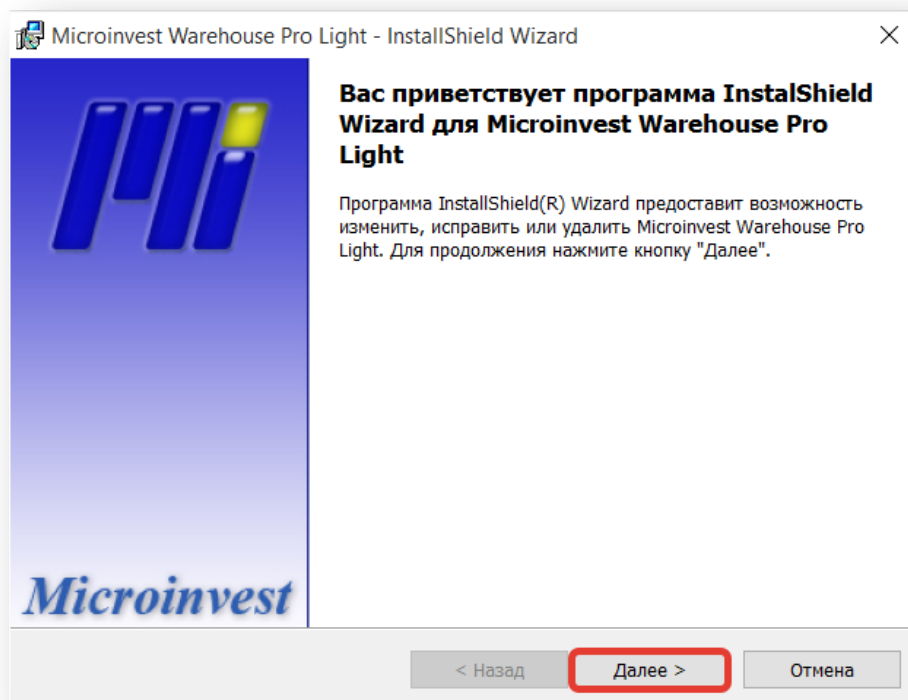 Microinvest Warehouse Pro Light - InstallShield Wizard
Вас приветствует программа InstalShield
Wizard для Microinvest Warehouse Pro
Light
Программа InstallShield(R) Wizard предоставит возможность
изменить, исправить или удалить Microinvest Warehouse Pro
Light. Для продолжения нажмите кнопку "Далее".
Microinvest
< Назад
Далее >
Отмена